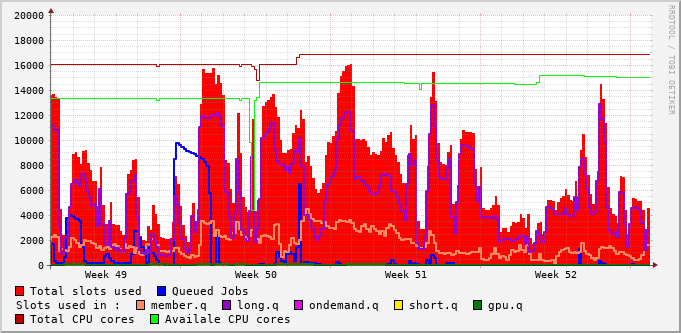 20000
18000
16000
14000
12000
10000
8000
6000
4000
2000
0
Week 49 Week 50 Week 51 Week 52
RRDTOOL / TOBI OETIKER
Total slots used Queued Jobs
Slots used in : member.q long.q ondemand.q short.q gpu.q
Total CPU cores Availale CPU cores